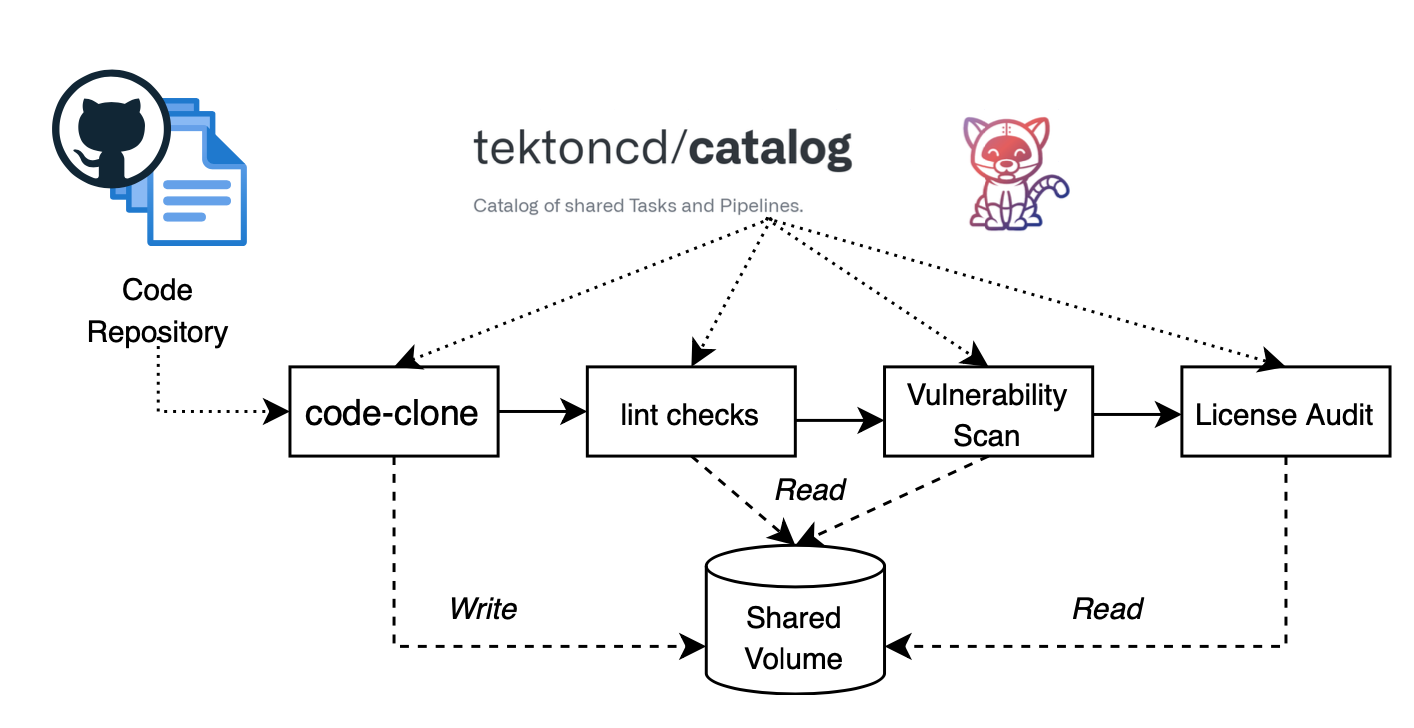 tektoncd/catalog
Catalog of shared Tasks and Pipelines.
Code
Repository
code-clone
lint checks
Vulnerability
Scan
License Audit
Read
Write
Shared
Volume
Read